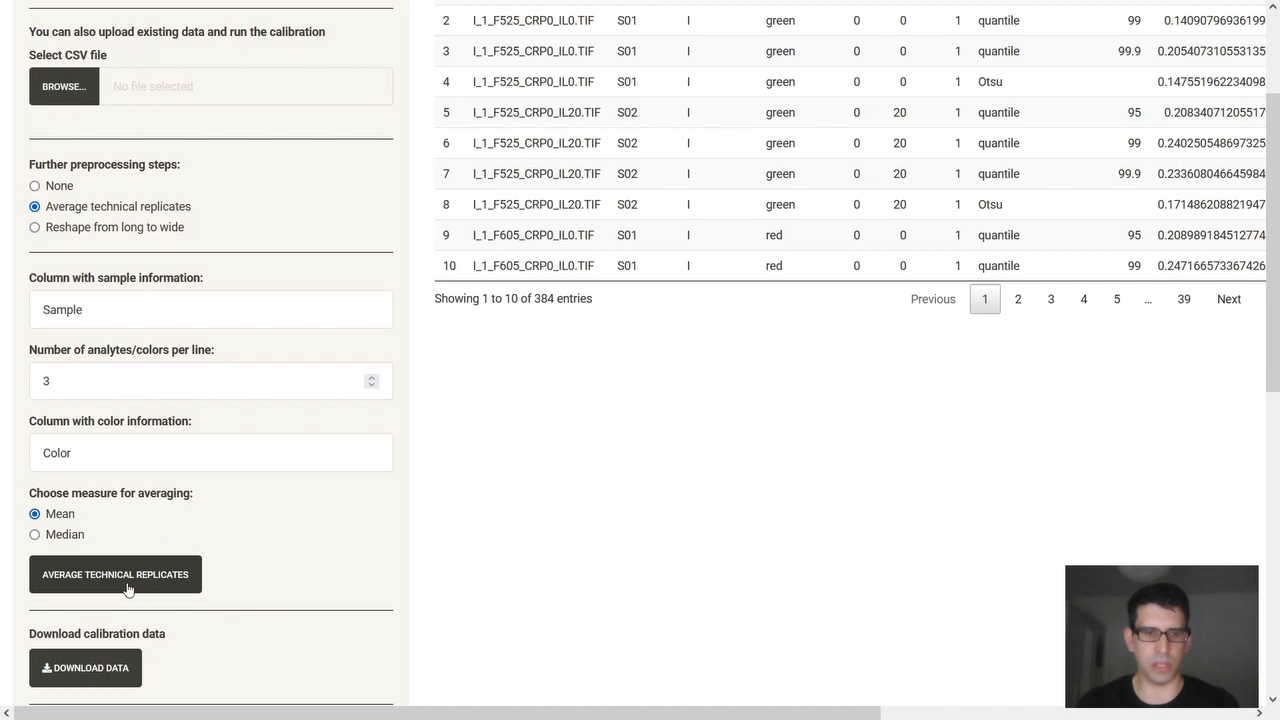 You can also upload existing data and run the calibration
Select CSV file
BROWSE... No file selected
Further preprocessing steps:
None
Average technical replicates
Reshape from long to wide
Column with sample information:
Sample
Number of analytes/colors per line:
3
Column with color information:
Color
Choose measure for averaging:
Mean
Median
AVERAGE TECHNICAL REPLICATES
Download calibration data
DOWNLOAD DATA
2 I_1_F525_CRP0_IL0.TIF S01 I green 0 0 1 quantile 99 0.14090796936199
3 I_1_F525_CRP0_IL0.TIF S01 I green 0 0 1 quantile 99.9 0.205407310553135
4 I_1_F525_CRP0_IL0.TIF S01 I green 0 0 1 Otsu 0.147551962234098
5 I_1_F525_CRP0_IL20.TIF S02 I green 0 20 1 quantile 95 0.20834071205517
6 I_1_F525_CRP0_IL20.TIF S02 I green 0 20 1 quantile 99 0.240250548697325
7 I_1_F525_CRP0_IL20.TIF S02 I green 0 20 1 quantile 99.9 0.233608046645984
8 I_1_F525_CRP0_IL20.TIF S02 I green 0 20 1 Otsu 0.171486208821947
9 I_1_F605_CRP0_IL0.TIF S01 I red 0 0 1 quantile 95 0.208989184512774
10 I_1_F605_CRP0_IL0.TIF S01 I red 0 0 1 quantile 99 0.247166573367426
Showing 1 to 10 of 384 entries Previous 1 2 3 4 5 … 39 Next